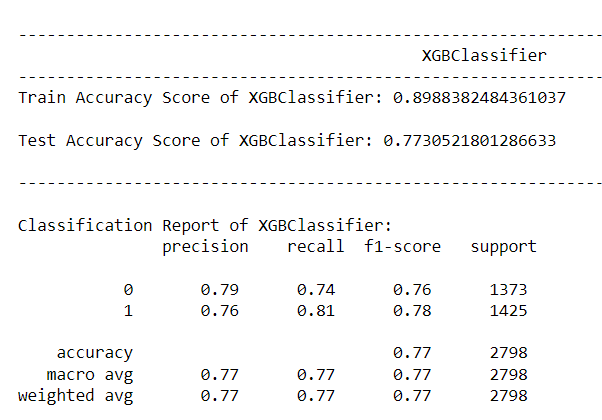 ------------------------------------------------------------
XGBClassifier
------------------------------------------------------------
Train Accuracy Score of XGBClassifier: 0.8988382484361037
Test Accuracy Score of XGBClassifier: 0.7730521801286633
------------------------------------------------------------
Classification Report of XGBClassifier:
precision recall f1-score support
0 0.79 0.74 0.76 1373
1 0.76 0.81 0.78 1425
accuracy 0.77 2798
macro avg 0.77 0.77 0.77 2798
weighted avg 0.77 0.77 0.77 2798